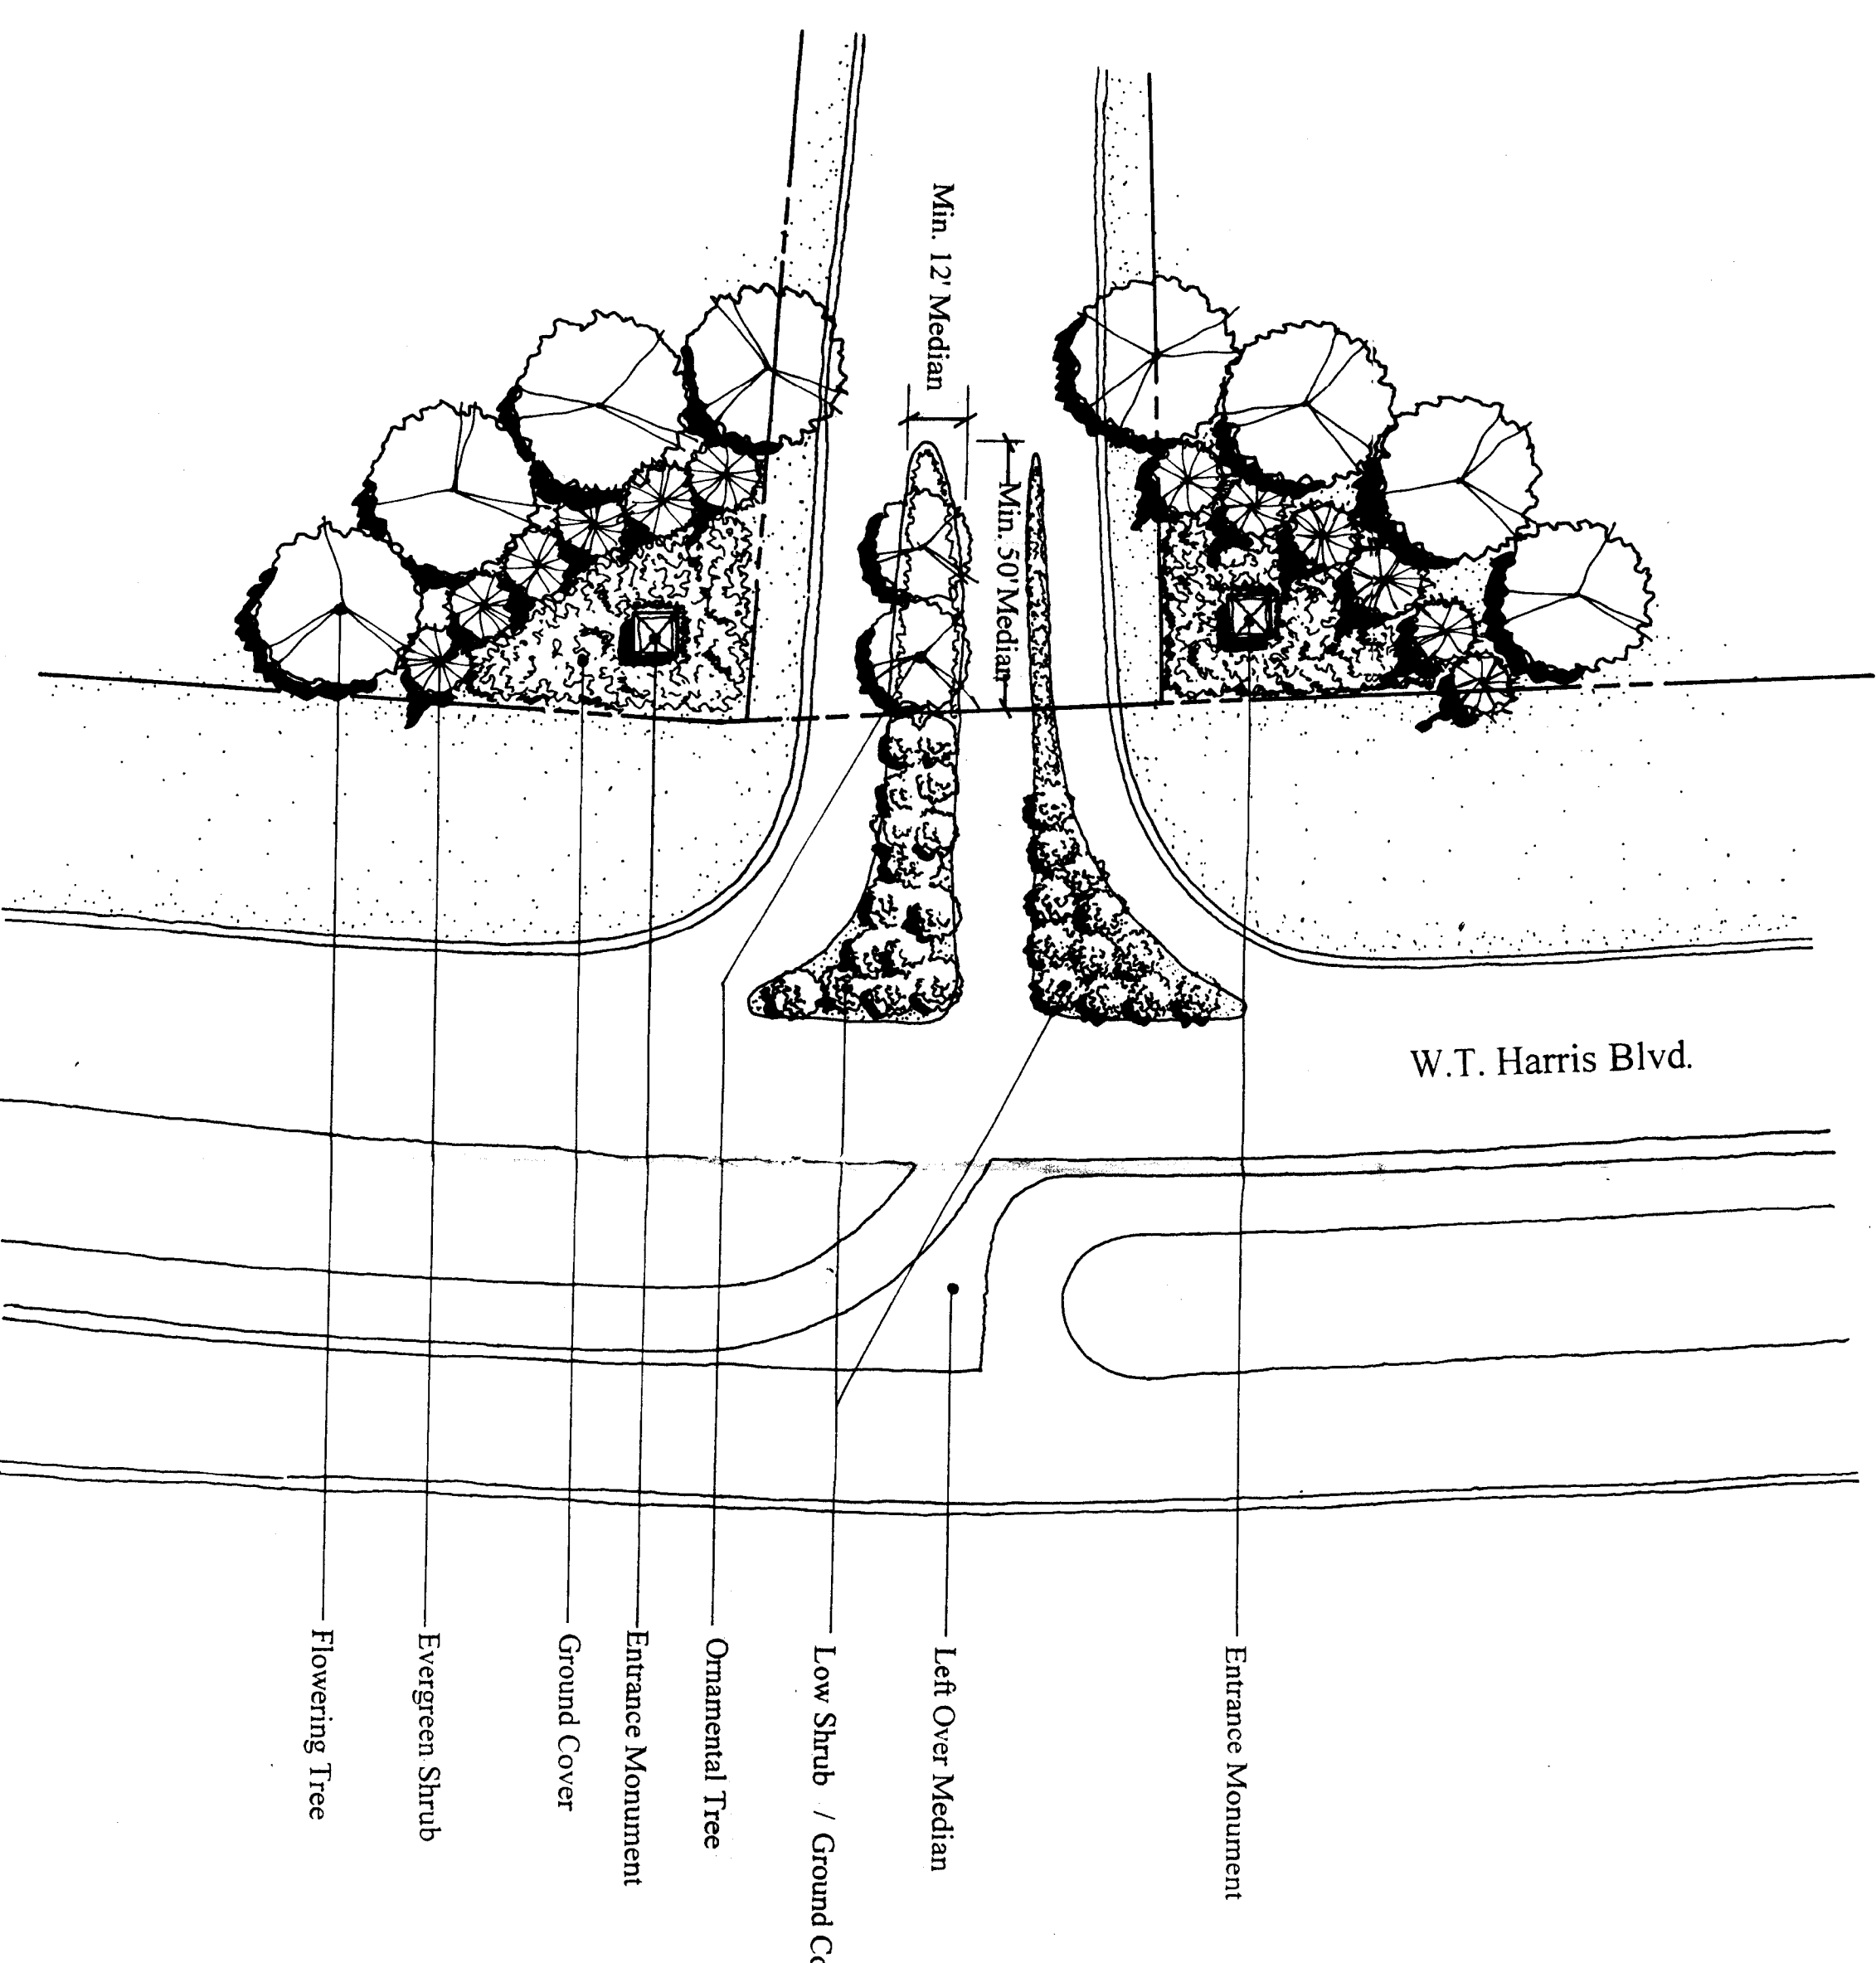 Min. 12' Median
Min. 50' Median
W.T. Harris Blvd.
Flowering Tree
Evergreen Shrub
Ground Cover
Entrance Monument
Ornamental Tree
Low Shrub / Ground
Left Over Median
Entrance Monument